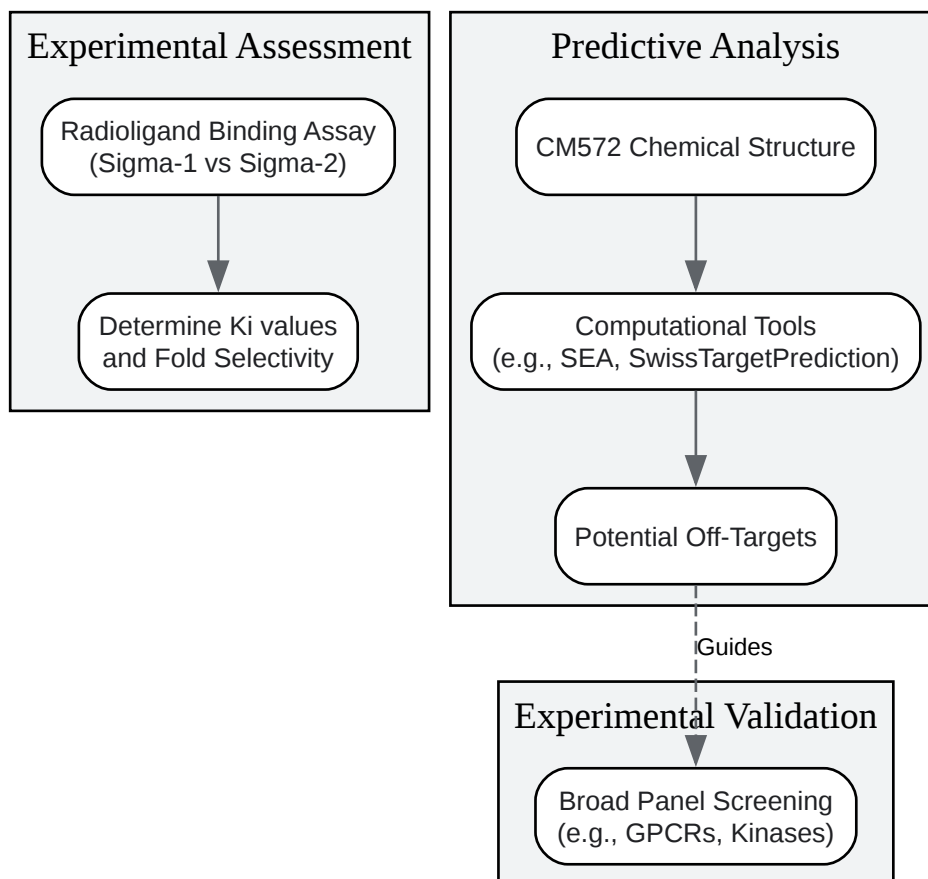 Experimental Assessment
Radioligand Binding Assay
(Sigma-1 vs Sigma-2)
Determine Ki values
and Fold Selectivity
Predictive Analysis
CM572 Chemical Structure
Computational Tools
(e.g., SEA, SwissTargetPrediction)
Potential Off-Targets
Guides
Experimental Validation
Broad Panel Screening
(e.g., GPCRs, Kinases)